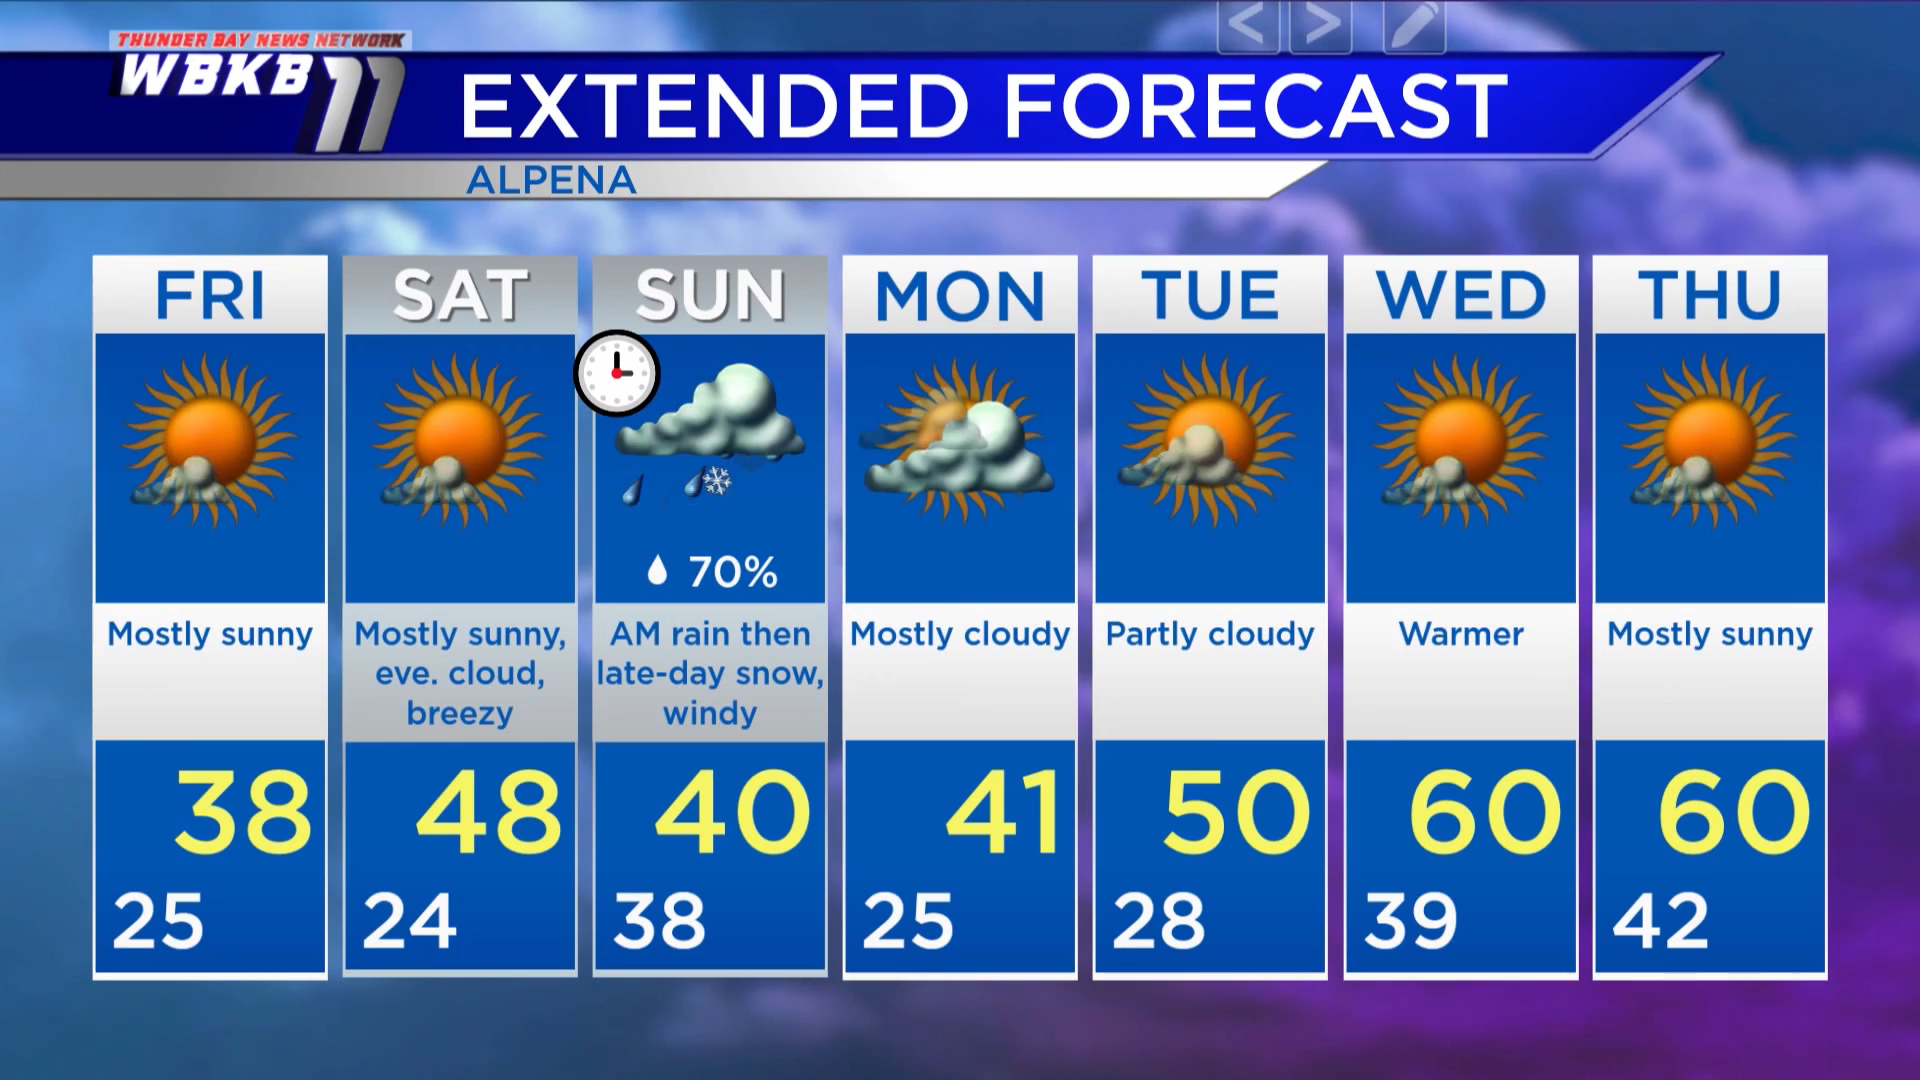 THUNDER BAY NEWS NETWORK
WBKB 11
EXTENDED FORECAST
ALPENA
FRI
Mostly sunny
38
25
SAT
Mostly sunny,
eve. cloud,
breezy
48
24
SUN
70%
AM rain then
late-day snow,
windy
40
38
MON
Mostly cloudy
41
25
TUE
Partly cloudy
50
28
WED
Warmer
60
39
THU
Mostly sunny
60
42